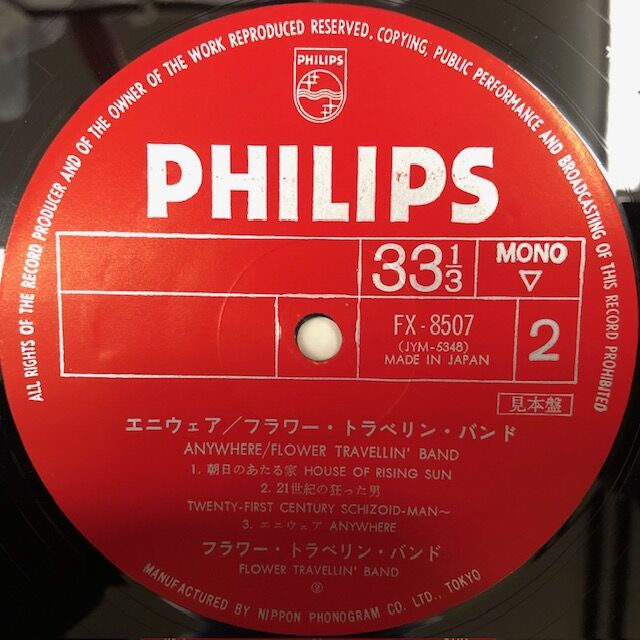 ALL RIGHTS OF THE RECORD PRODUCER AND OF THE OWNER OF THE WORK REPRODUCED RESERVED. COPYING, PUBLIC PERFORMANCE AND BROADCASTING OF THIS RECORD PROHIBITED
PHILIPS
PHILIPS
33 1/3
MONO
▽
FX-8507
(JYM-5348)
MADE IN JAPAN
2
見本盤
エニウェア/フラワー・トラベリン・バンド
ANYWHERE/FLOWER TRAVELLIN' BAND
1. 朝日のあたる家 HOUSE OF RISING SUN
2. 21世紀の狂った男
TWENTY-FIRST CENTURY SCHIZOID-MAN〜
3. エニウェア ANYWHERE
フラワー・トラベリン・バンド
FLOWER TRAVELLIN' BAND
②
MANUFACTURED BY NIPPON PHONOGRAM CO. LTD., TOKYO